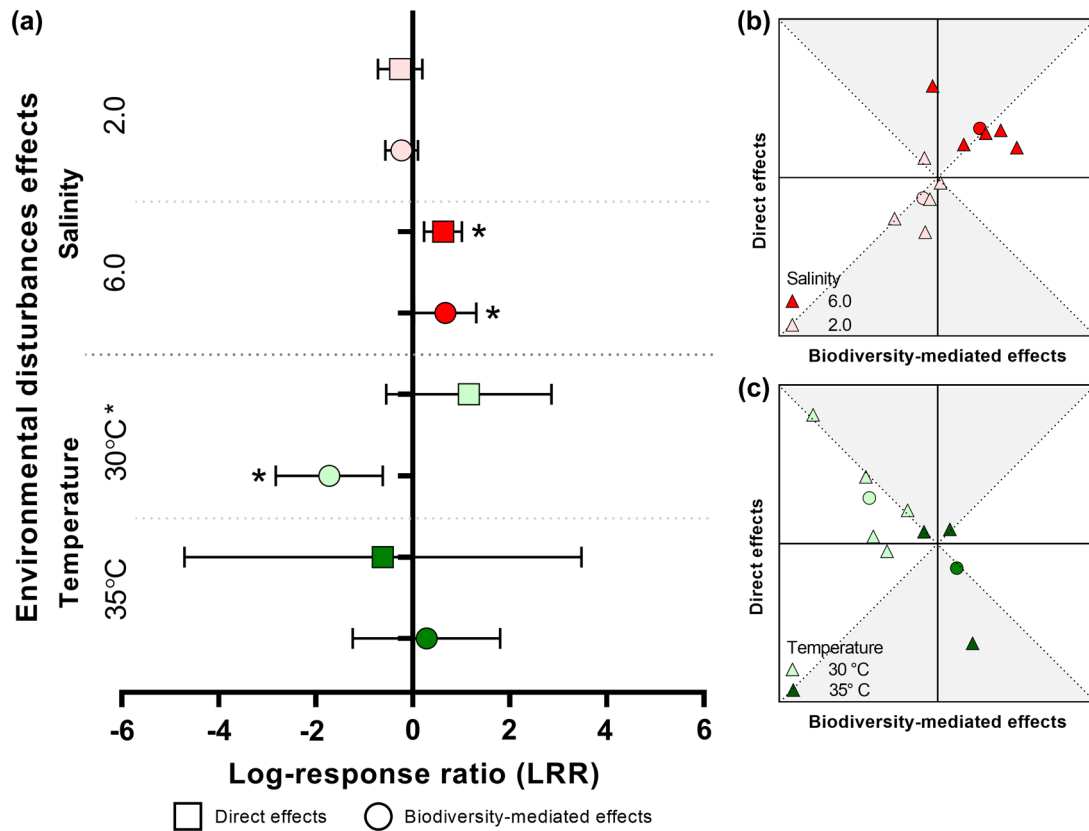 (a)
Environmental disturbances effects
Salinity
2.0
6.0
*
*
Temperature
30°C *
*
35°C
-6 -4 -2 0 2 4 6
Log-response ratio (LRR)
Direct effects Biodiversity-mediated effects
(b)
Direct effects
Salinity
6.0
2.0
Biodiversity-mediated effects
(c)
Direct effects
Temperature
30 °C
35° C
Biodiversity-mediated effects